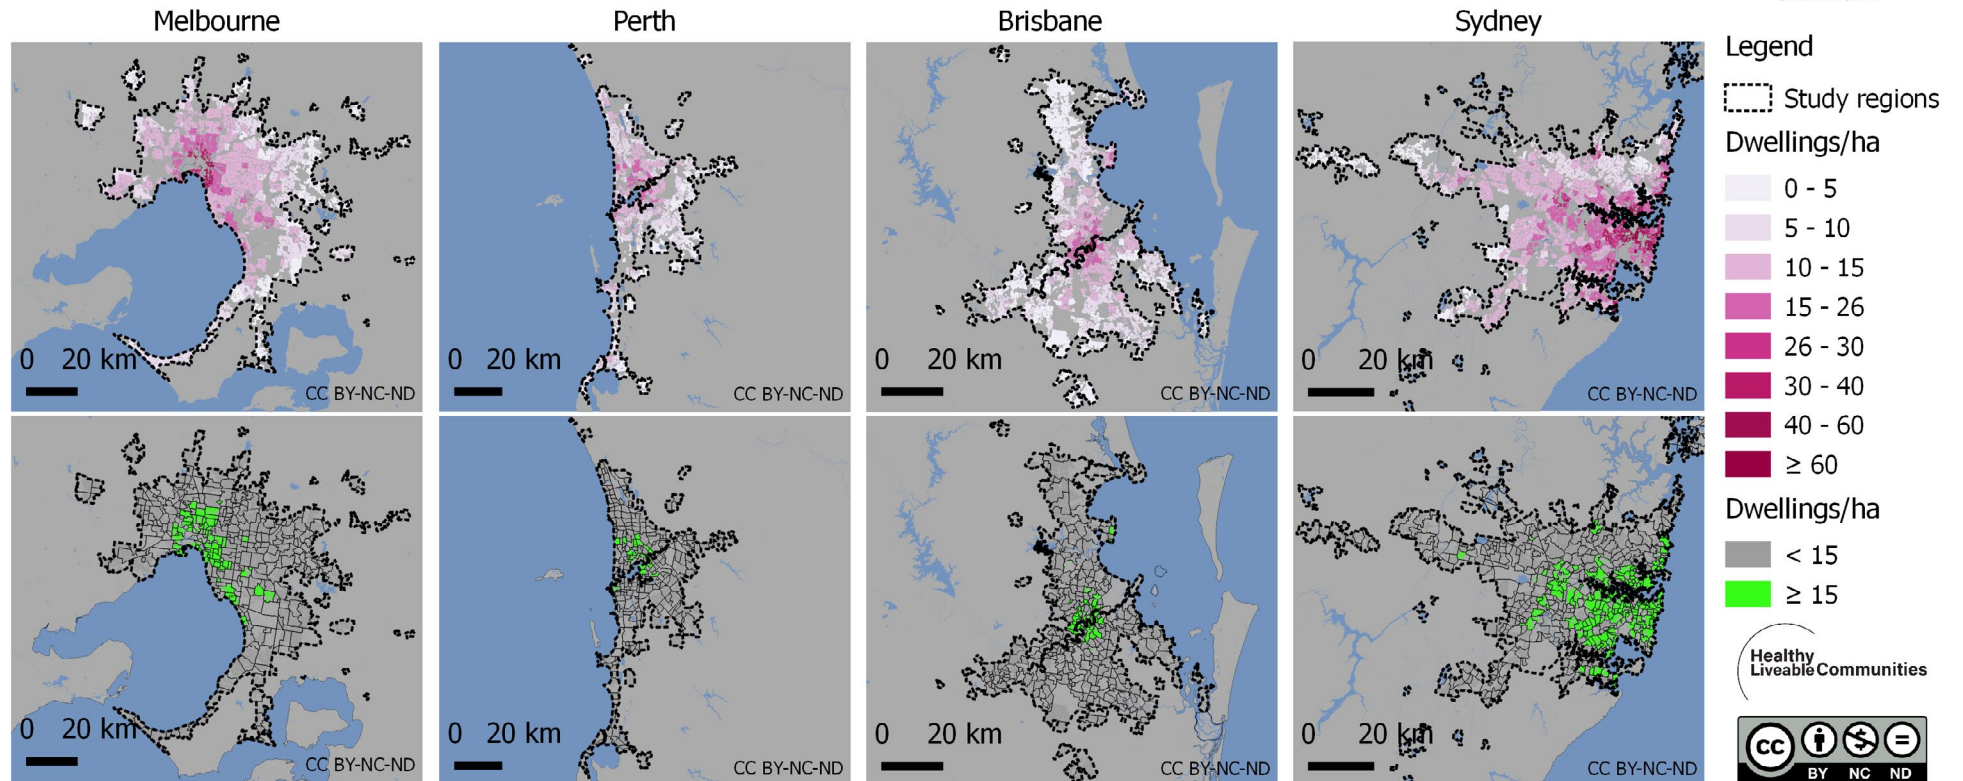 Melbourne
Perth
Brisbane
Sydney
0 20 km
CC BY-NC-ND
0 20 km
CC BY-NC-ND
0 20 km
CC BY-NC-ND
0 20 km
CC BY-NC-ND
0 20 km
CC BY-NC-ND
0 20 km
CC BY-NC-ND
0 20 km
CC BY-NC-ND
0 20 km
CC BY-NC-ND
Legend
Study regions
Dwellings/ha
0 - 5
5 - 10
10 - 15
15 - 26
26 - 30
30 - 40
40 - 60
≥ 60
Dwellings/ha
< 15
≥ 15
Healthy
Liveable Communities
cc
BY NC ND